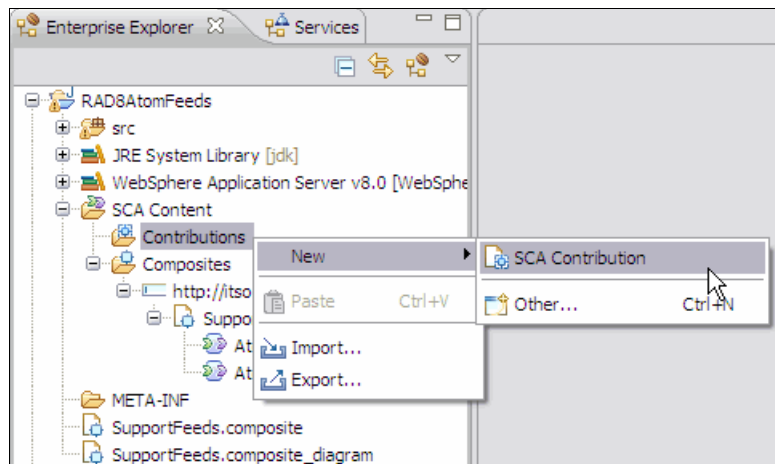 Enterprise Explorer
Services
RAD8AtomFeeds
src
JRE System Library [jdk]
WebSphere Application Server v8.0 [WebSphe
SCA Content
Contributions
New
SCA Contribution
Composites
http://itso
Paste Ctrl+V
Other... Ctrl+N
Suppo
At
Import...
At
Export...
META-INF
SupportFeeds.composite
SupportFeeds.composite_diagram